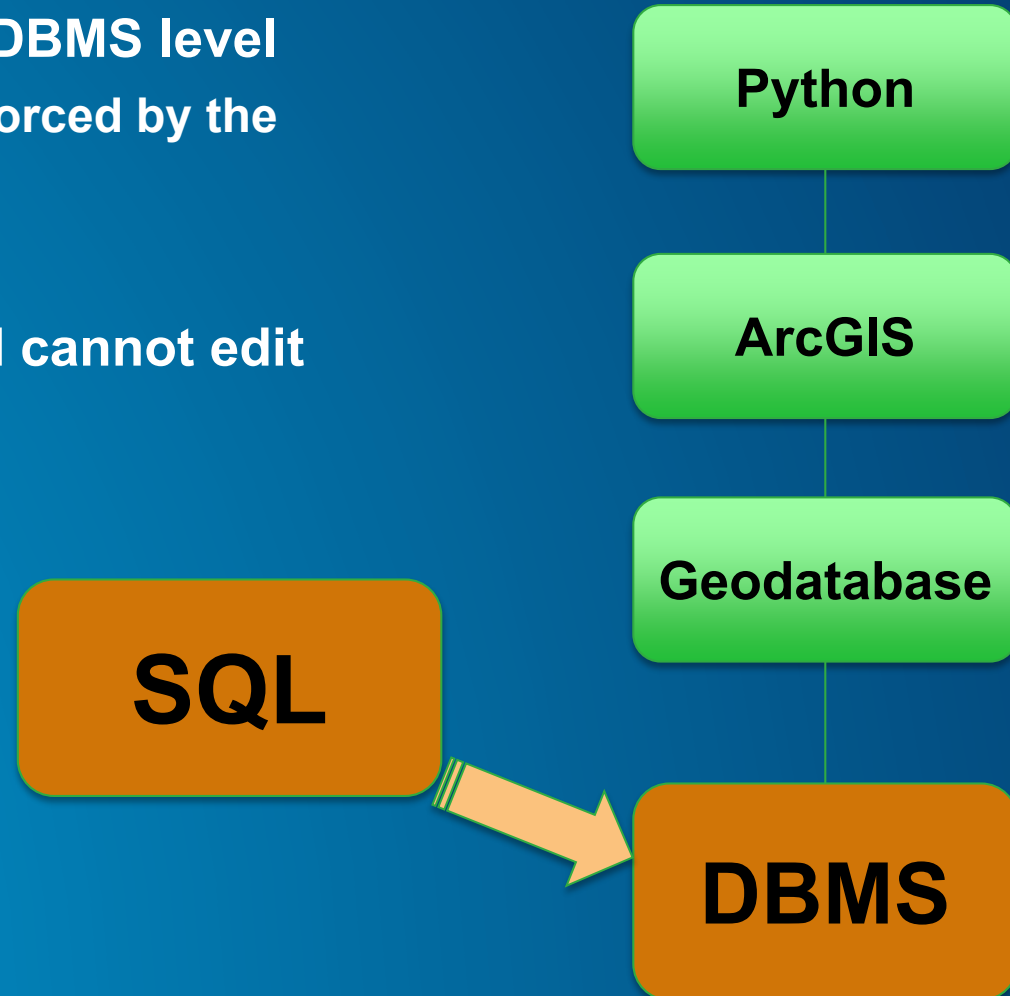 DBMS level
orced by the
cannot edit
Python
ArcGIS
Geodatabase
SQL
DBMS